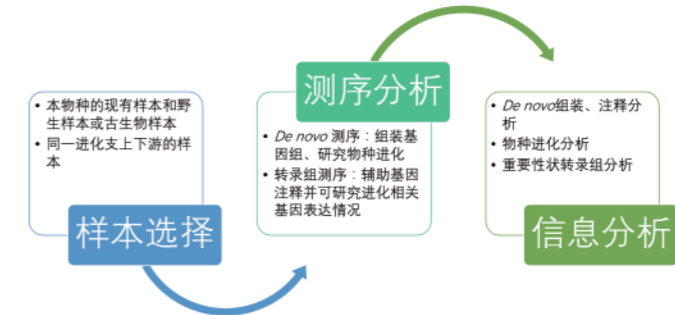 • 本物种的现有样本和野
生样本或古生物样本
• 同一进化支上下游的样
本
样本选择
测序分析
• De novo 测序：组装基
因组、研究物种进化
• 转录组测序：辅助基因
注释并可研究进化相关
基因表达情况
• De novo组装、注释分
析
• 物种进化分析
• 重要性状转录组分析
信息分析